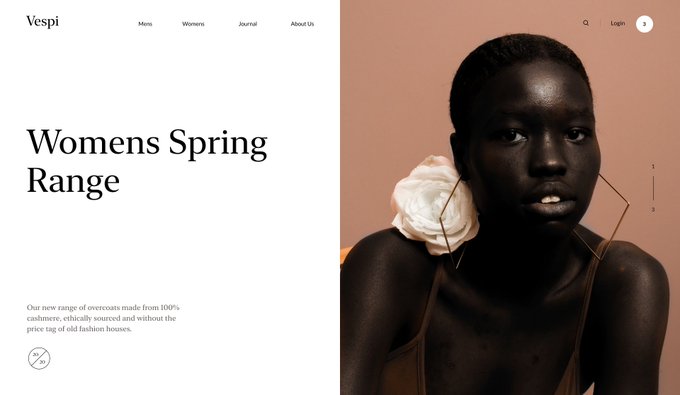 Vespi
Mens
Womens
Journal
About Us
Login
3
Womens Spring
Range
1
3
Our new range of overcoats made from 100%
cashmere, ethically sourced and without the
price tag of old fashion houses.
20
20